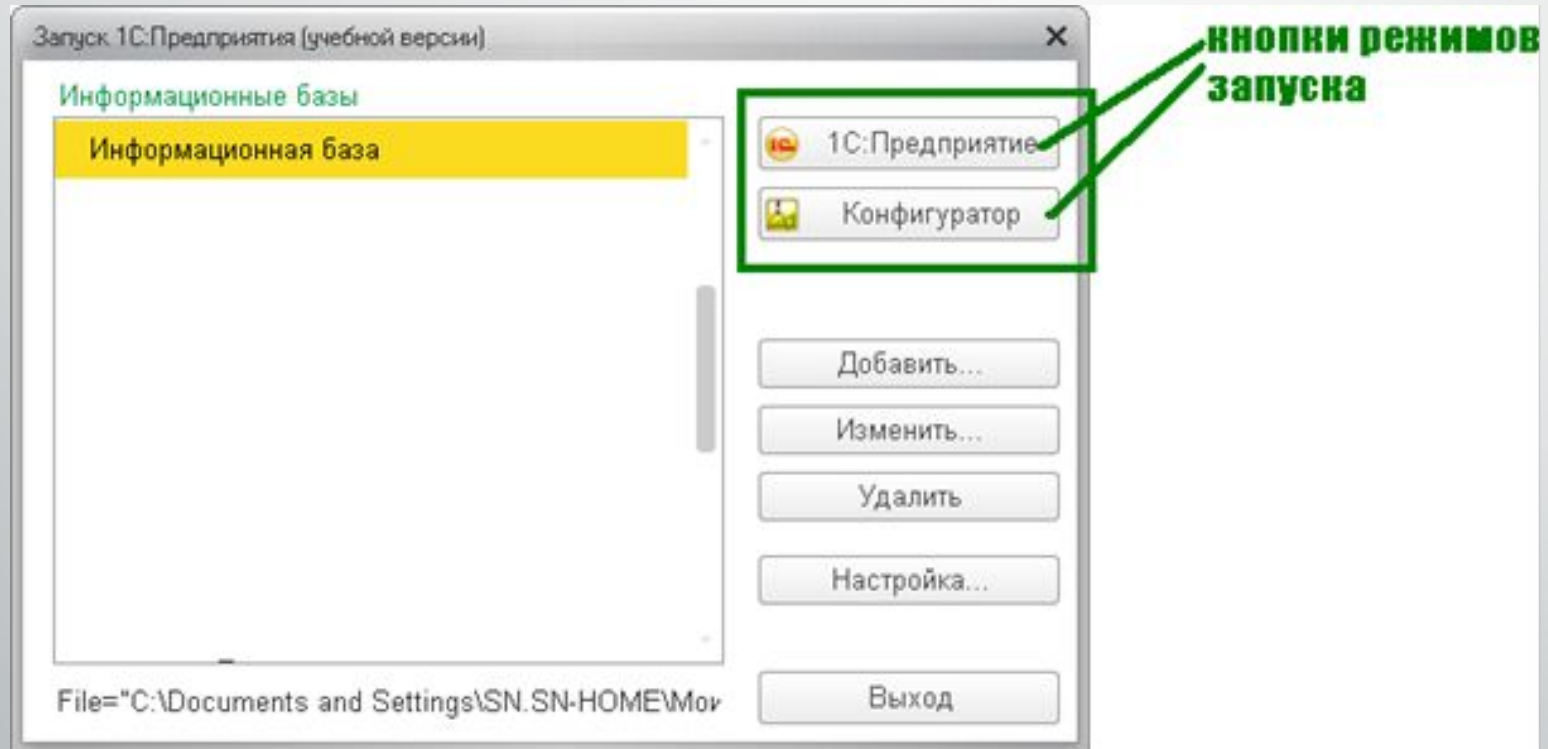 Запуск 1С:Предприятия (учебной версии)
кнопки режимов
запуска
Информационные базы
Информационная база
1С:Предприятие
Конфигуратор
Добавить...
Изменить...
Удалить
Настройка...
Выход
File="C:\Documents and Settings\SN.SN-HOME\Мои